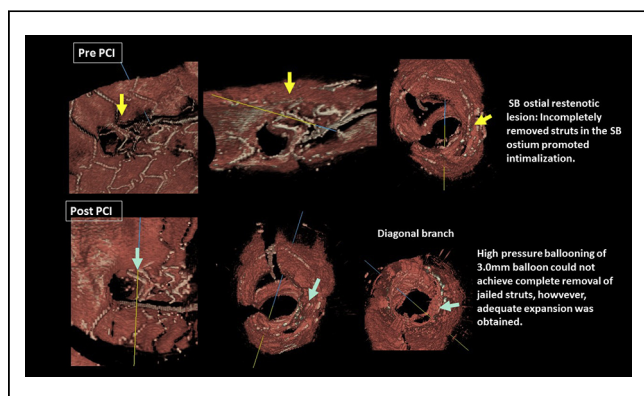 Pre PCI
SB ostial restenotic
lesion: Incompletely
removed struts in the SB
ostium promoted
intimalization.
Post PCI
Diagonal branch
High pressure ballooning of
3.0mm balloon could not
achieve complete removal of
jailed struts, however,
adequate expansion was
obtained.